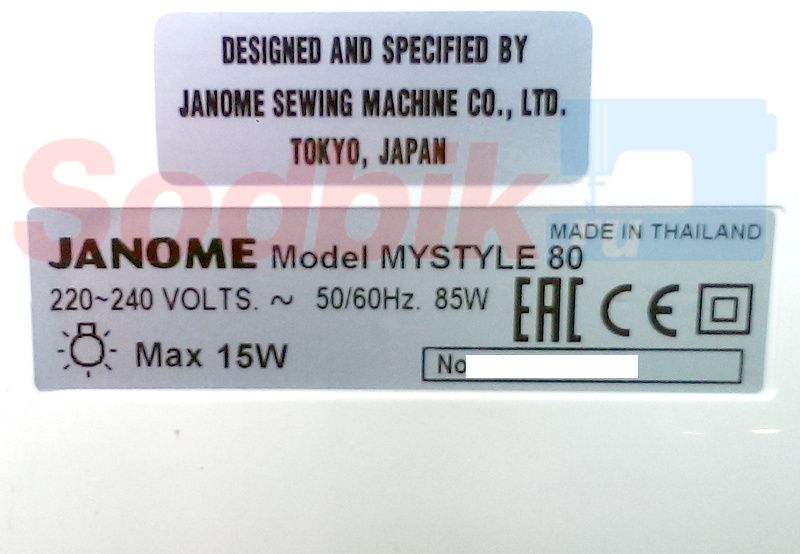 DESIGNED AND SPECIFIED BY
JANOME SEWING MACHINE CO., LTD.
TOKYO, JAPAN
Sodbik
.ru
MADE IN THAILAND
JANOME Model MYSTYLE 80
220~240 VOLTS. ~ 50/60Hz. 85W
EAC CE
Max 15W
No